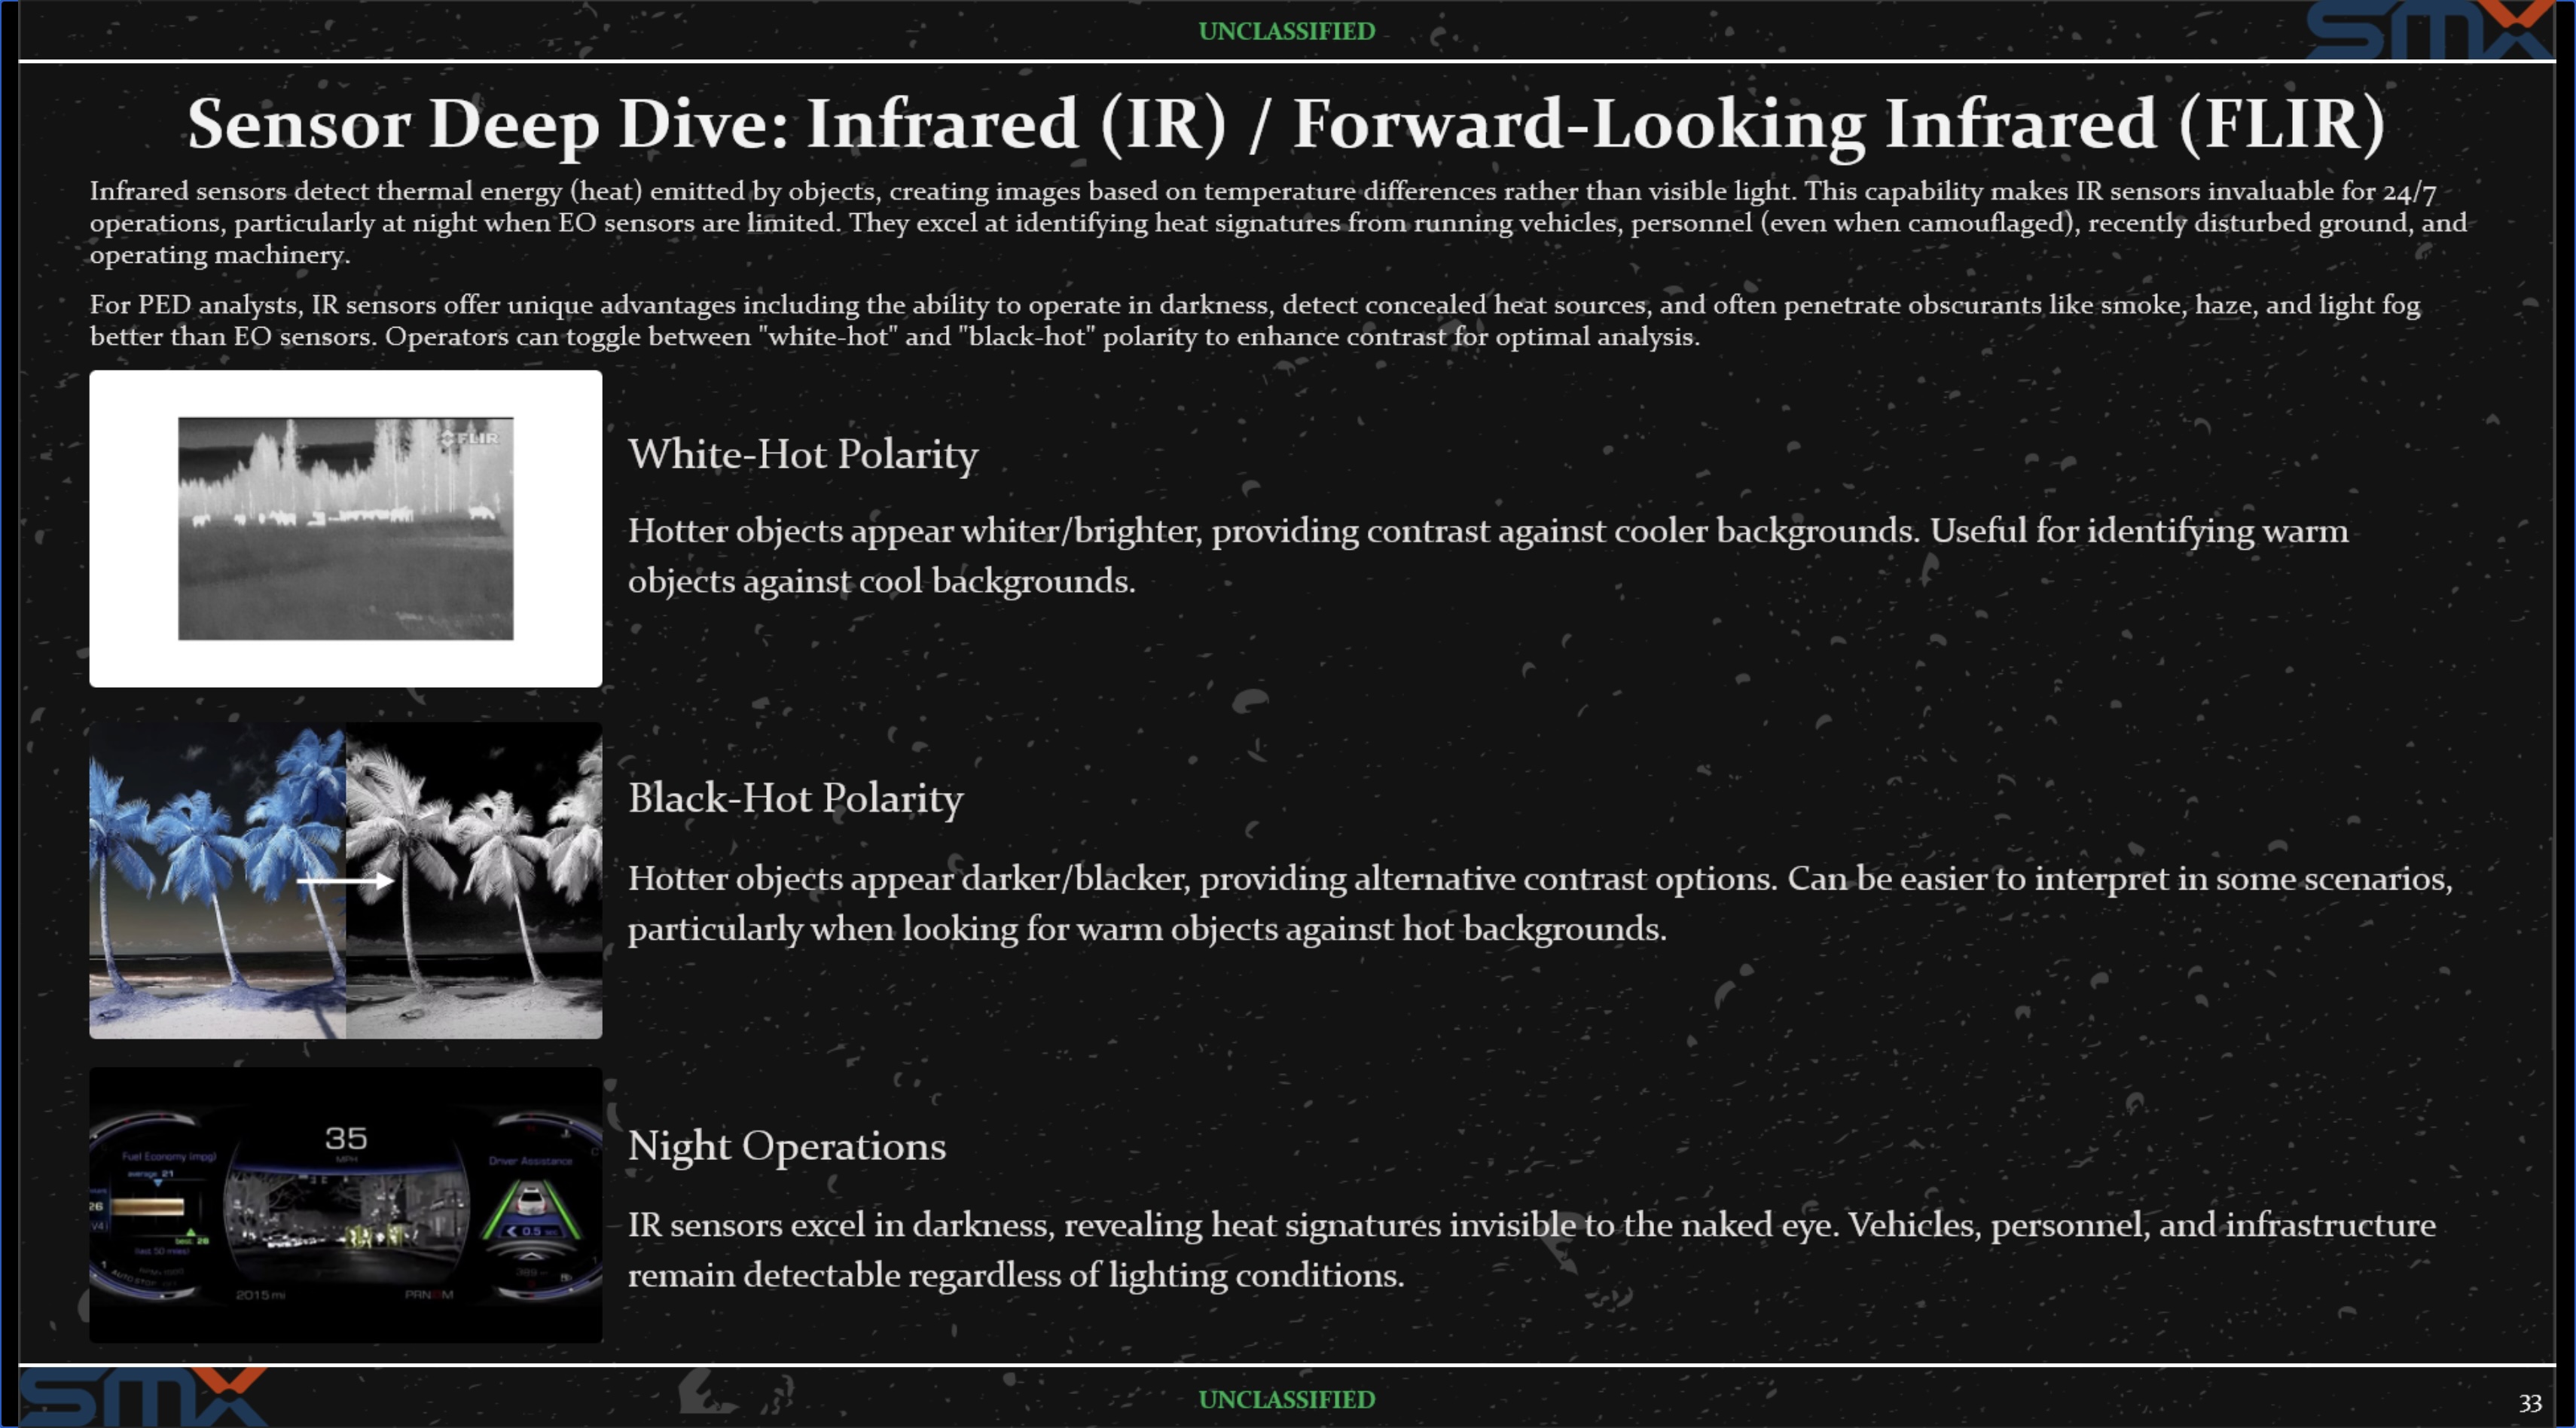 UNCLASSIFIED
SMX
Sensor Deep Dive: Infrared (IR) / Forward-Looking Infrared (FLIR)
Infrared sensors detect thermal energy (heat) emitted by objects, creating images based on temperature differences rather than visible light. This capability makes IR sensors invaluable for 24/7
operations, particularly at night when EO sensors are limited. They excel at identifying heat signatures from running vehicles, personnel (even when camouflaged), recently disturbed ground, and
operating machinery.
For PED analysts, IR sensors offer unique advantages including the ability to operate in darkness, detect concealed heat sources, and often penetrate obscurants like smoke, haze, and light fog
better than EO sensors. Operators can toggle between "white-hot" and "black-hot" polarity to enhance contrast for optimal analysis.
FLIR
White-Hot Polarity
Hotter objects appear whiter/brighter, providing contrast against cooler backgrounds. Useful for identifying warm
objects against cool backgrounds.
Black-Hot Polarity
Hotter objects appear darker/blacker, providing alternative contrast options. Can be easier to interpret in some scenarios,
particularly when looking for warm objects against hot backgrounds.
35
MPH
Fuel Economy (mpg)
average: 21
26
best: 26
(last 50 miles)
AUTO STOP
2015 mi
Driver Assistance
0.5
389
Night Operations
IR sensors excel in darkness, revealing heat signatures invisible to the naked eye. Vehicles, personnel, and infrastructure
remain detectable regardless of lighting conditions.
SMX
UNCLASSIFIED
33